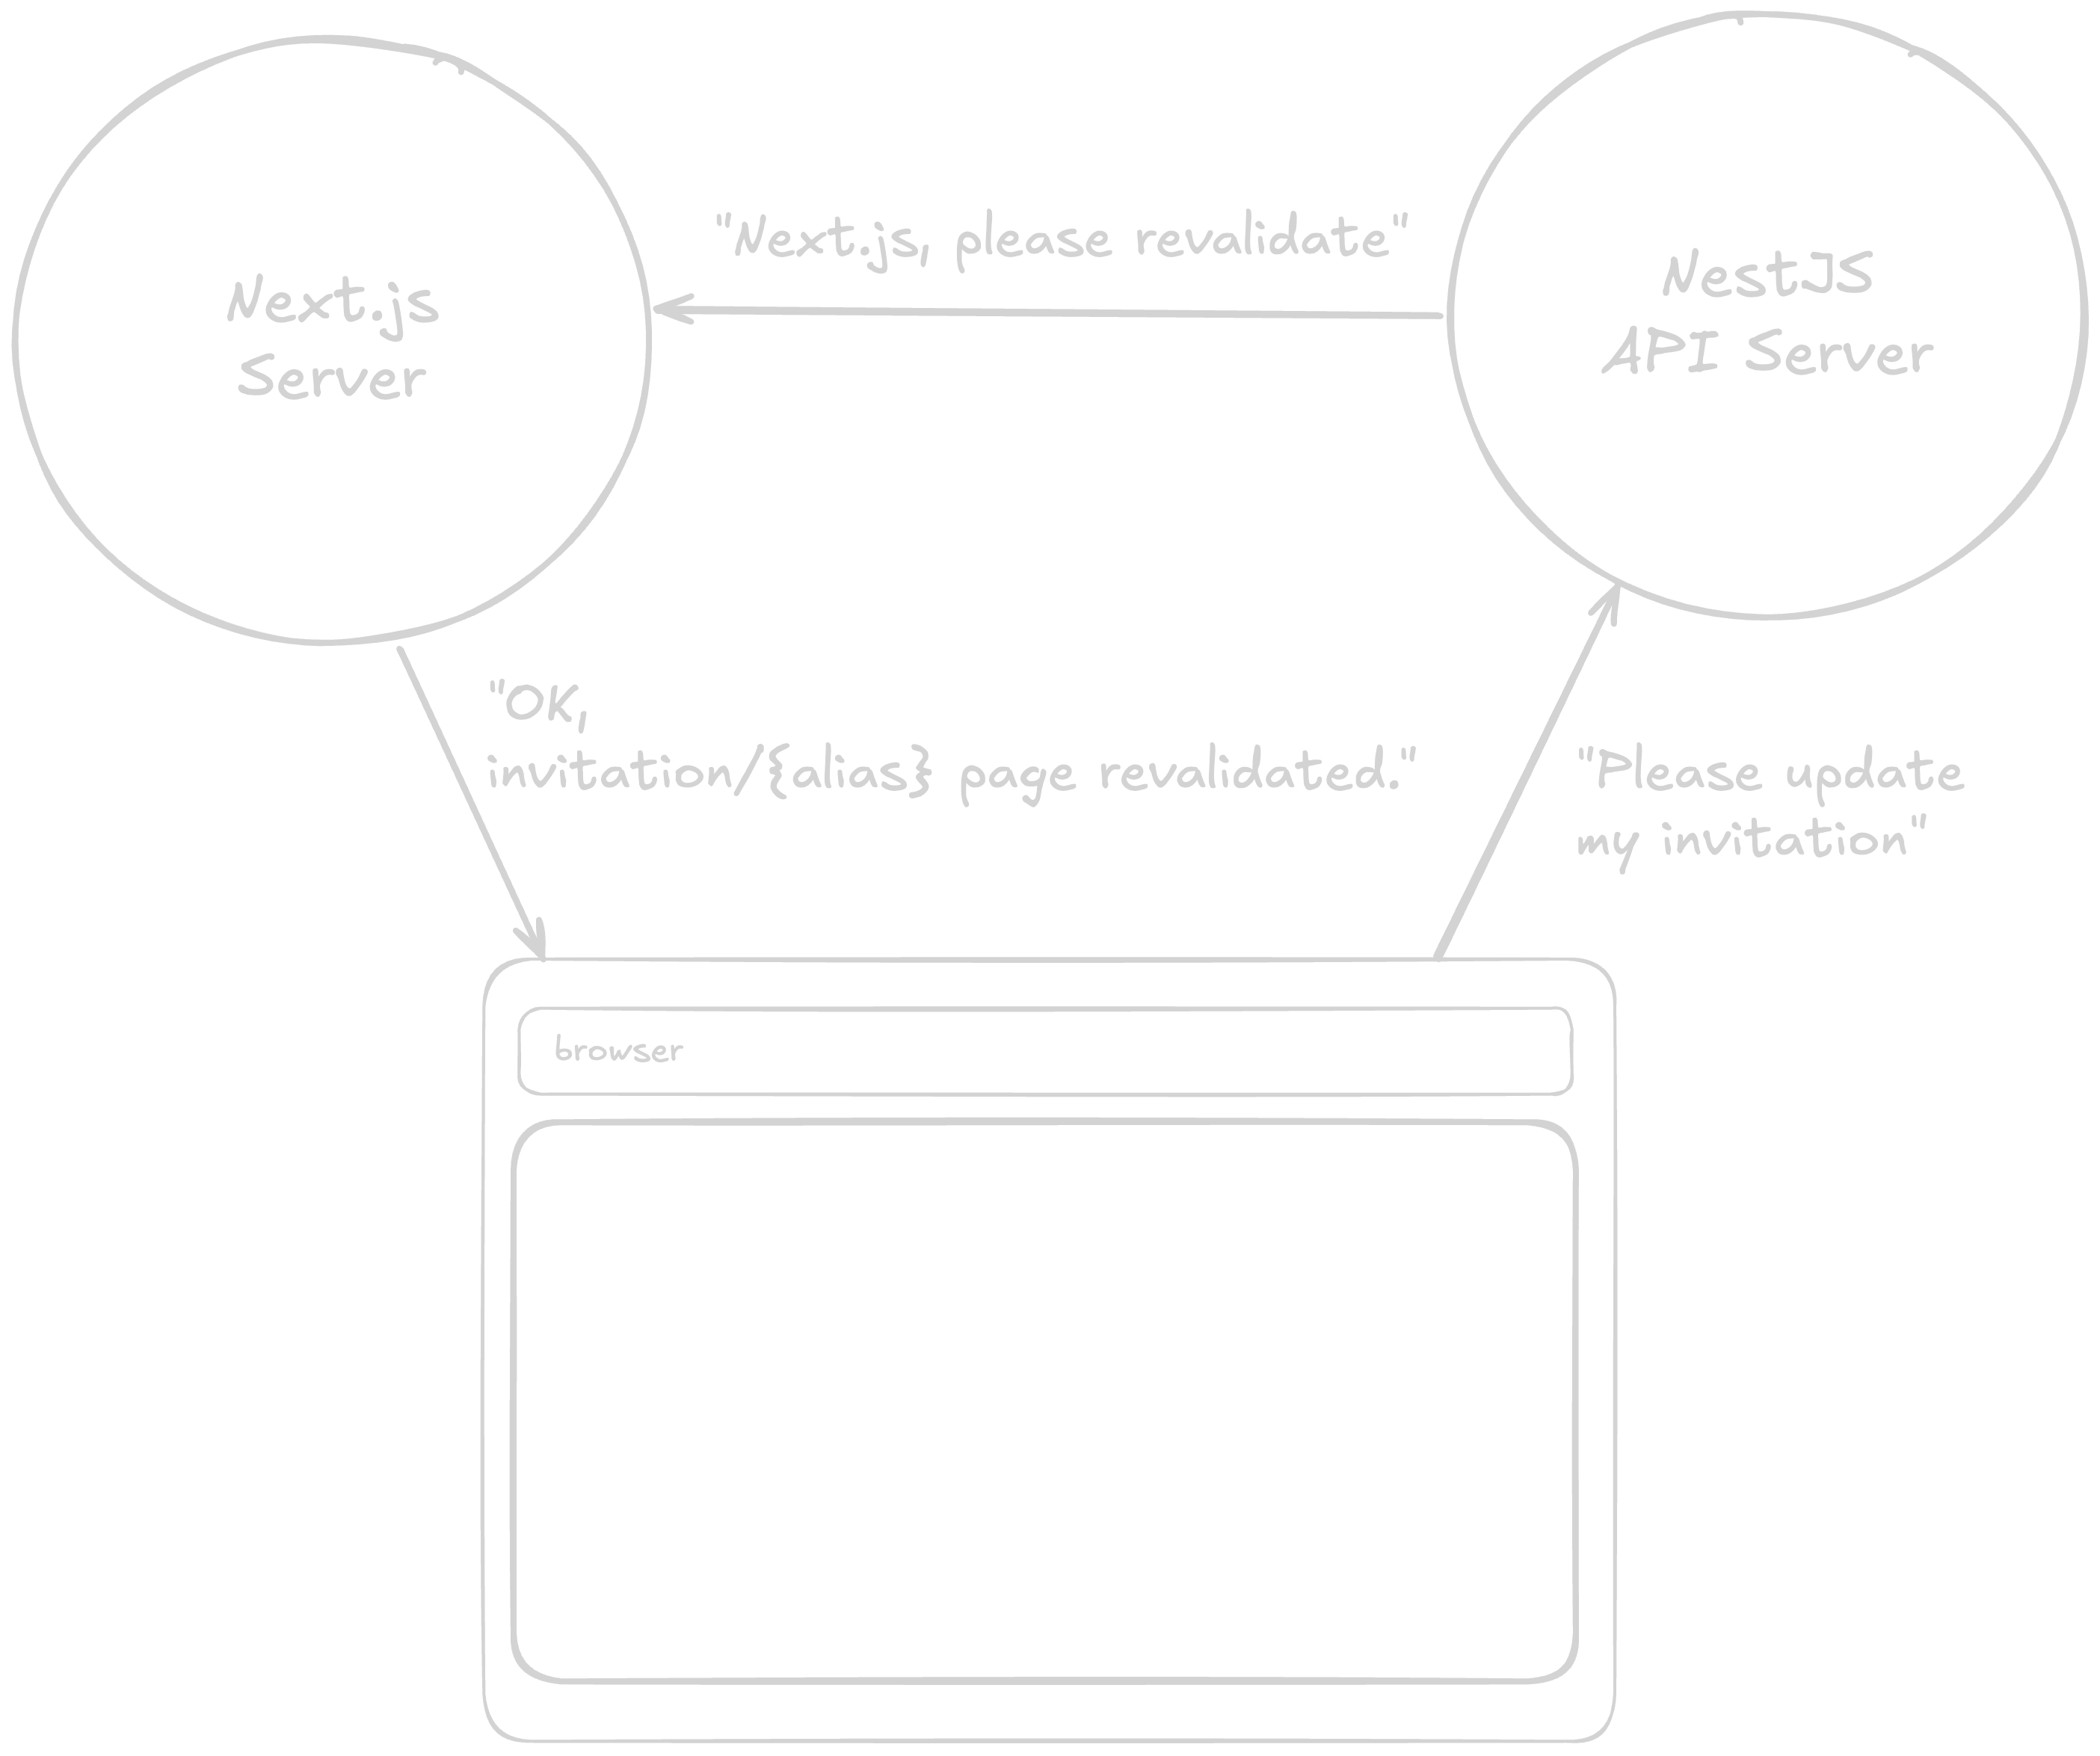 Next.js
Server
"Next.js, please revalidate"
NestJS
API Server
"OK,
invitation/{alias} page revalidated."
"Please update
my invitation"
browser